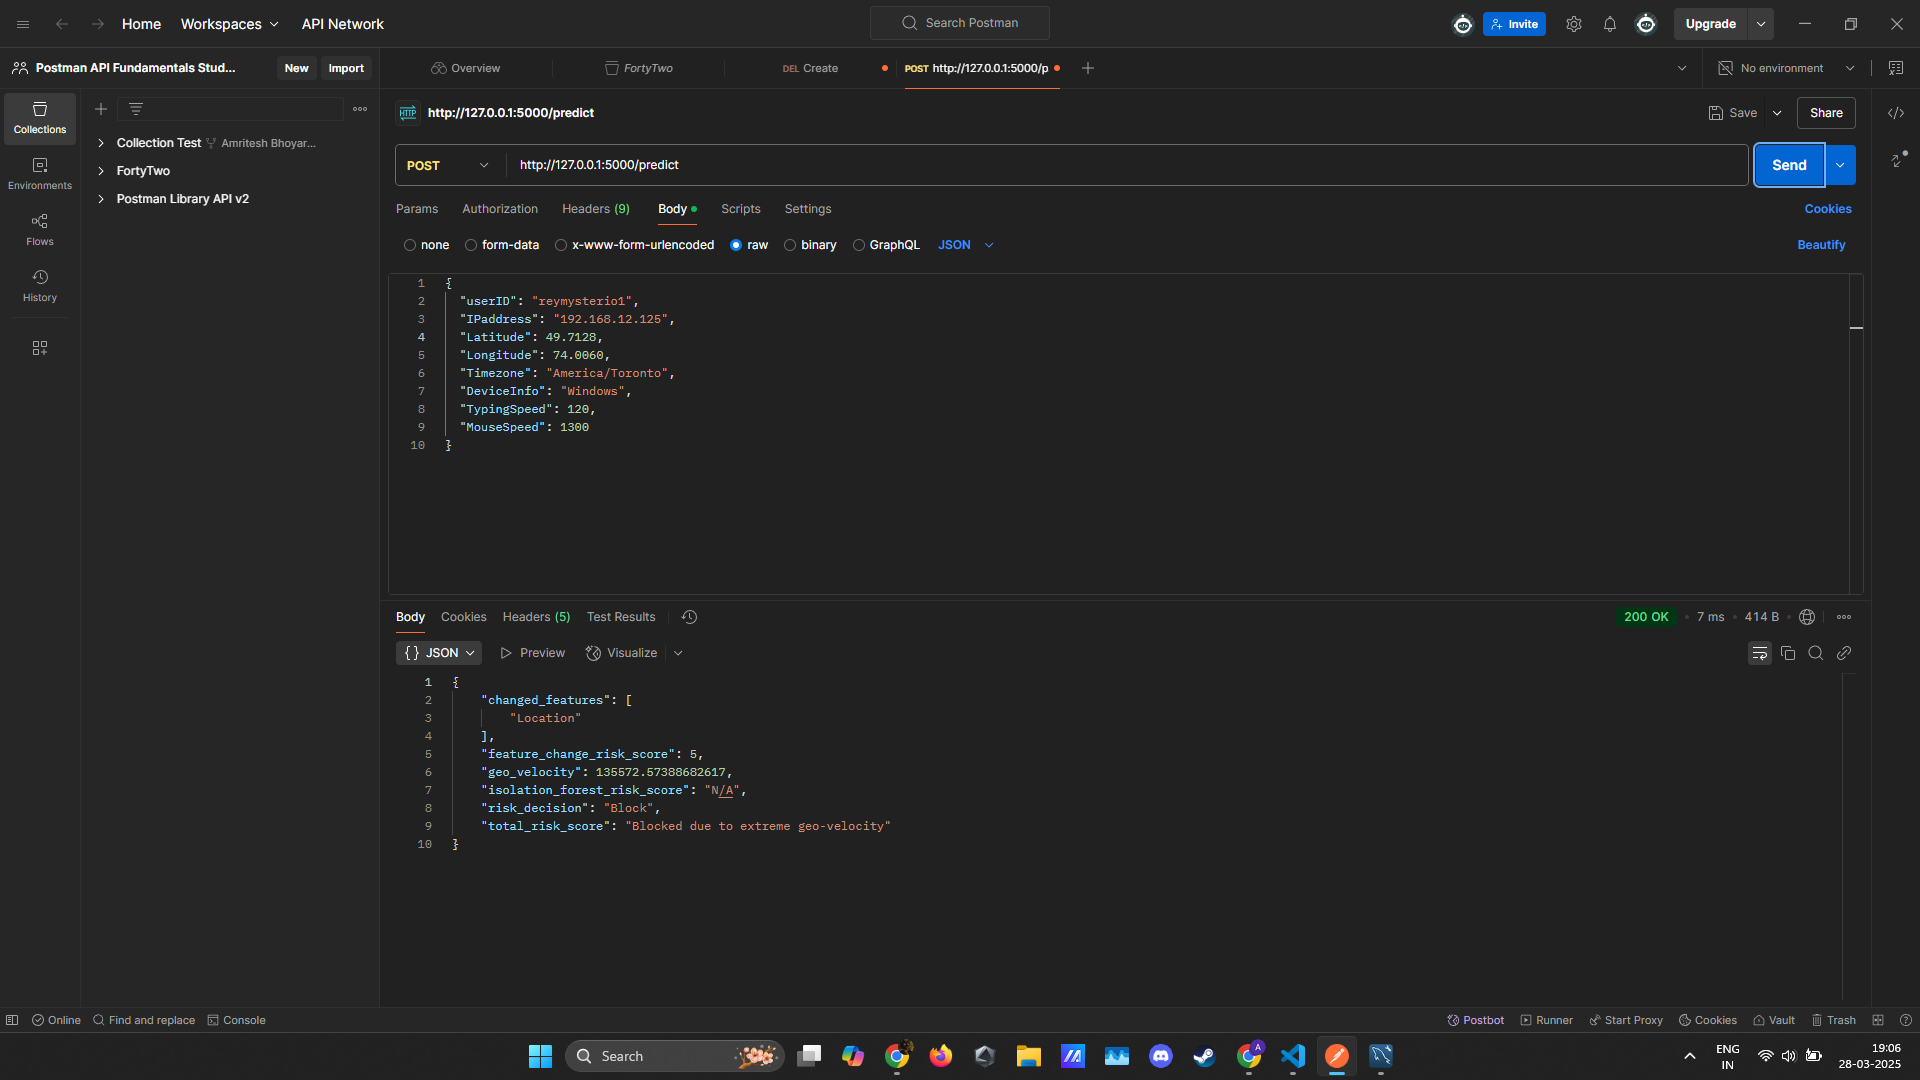 Home
Workspaces
API Network
Search Postman
Invite
Upgrade
Postman API Fundamentals Stud...
New
Import
Overview
FortyTwo
DEL Create
POST http://127.0.0.1:5000/p
No environment
Collections
Environments
Flows
History
Collection Test
Amritesh Bhoyar...
FortyTwo
Postman Library API v2
HTTP
http://127.0.0.1:5000/predict
Save
Share
POST
http://127.0.0.1:5000/predict
Send
Params
Authorization
Headers (9)
Body
Scripts
Settings
Cookies
none
form-data
x-www-form-urlencoded
raw
binary
GraphQL
JSON
Beautify
1 {
2 "userID": "reymysterio1",
3 "IPaddress": "192.168.12.125",
4 "Latitude": 49.7128,
5 "Longitude": 74.0060,
6 "Timezone": "America/Toronto",
7 "DeviceInfo": "Windows",
8 "TypingSpeed": 120,
9 "MouseSpeed": 1300
10 }
Body
Cookies
Headers (5)
Test Results
200 OK
7 ms
414 B
{} JSON
Preview
Visualize
1 {
2 "changed_features": [
3 "Location"
4 ],
5 "feature_change_risk_score": 5,
6 "geo_velocity": 135572.57388682617,
7 "isolation_forest_risk_score": "N/A",
8 "risk_decision": "Block",
9 "total_risk_score": "Blocked due to extreme geo-velocity"
10 }
Online
Find and replace
Console
Postbot
Runner
Start Proxy
Cookies
Vault
Trash
Search
A
ENG
IN
19:06
28-03-2025